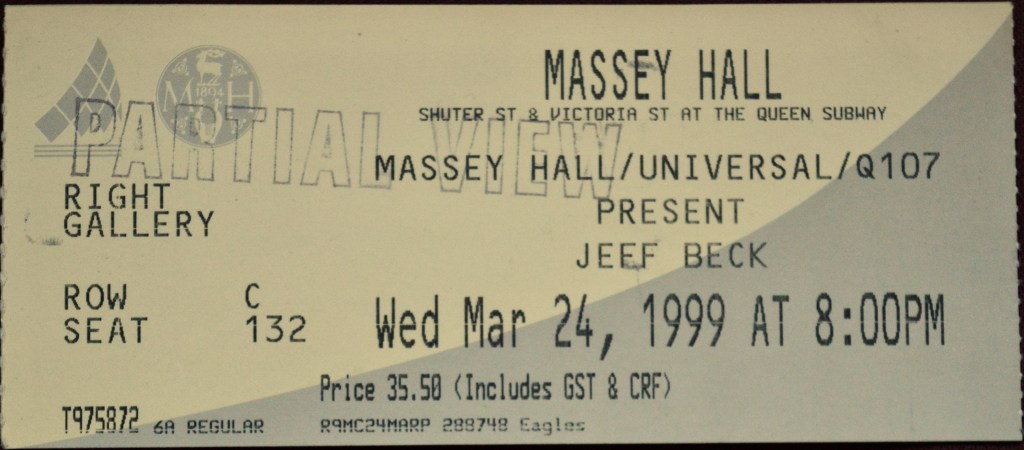 MASSEY HALL
SHUTER ST & VICTORIA ST AT THE QUEEN SUBWAY
M 1894 H
PARTIAL VIEW
MASSEY HALL/UNIVERSAL/Q107
RIGHT
GALLERY
PRESENT
JEEF BECK
ROW C
SEAT 132
Wed Mar 24, 1999 AT 8:00PM
Price 35.50 (Includes GST & CRF)
T975872 6A REGULAR R9MC24MARP 288748 Eagles